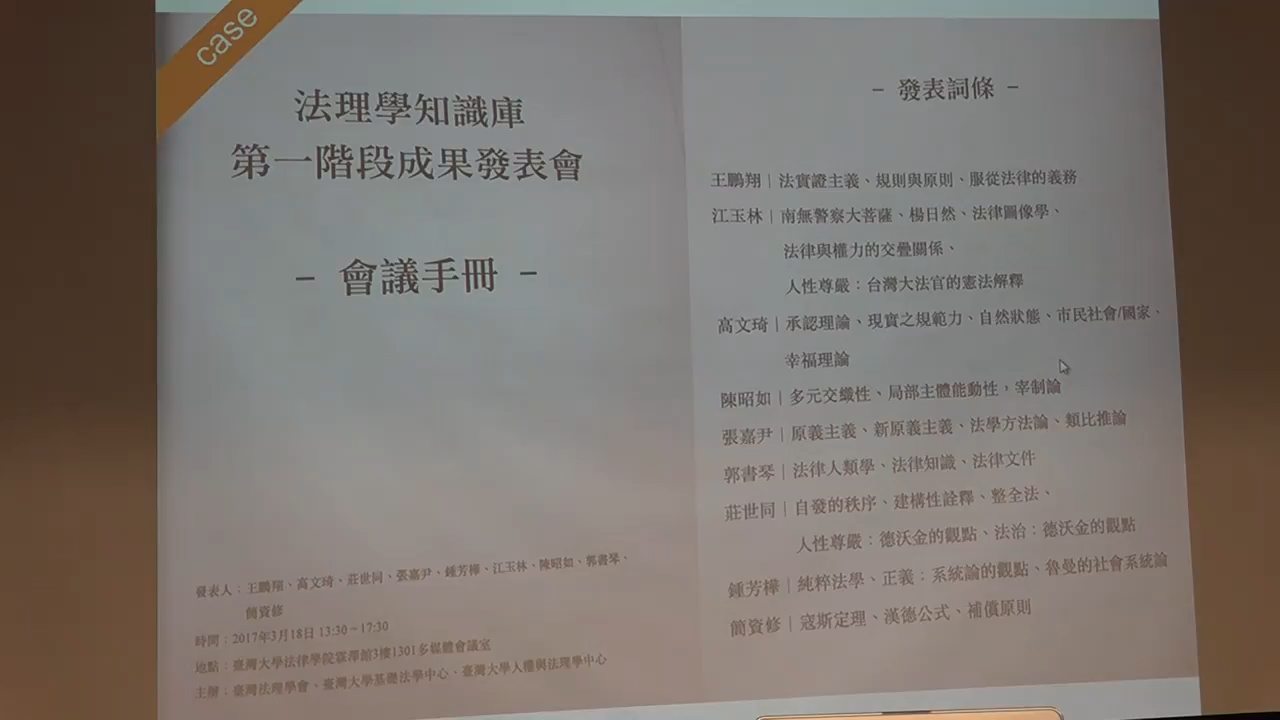 case
法理學知識庫
第一階段成果發表會
－ 會議手冊 －
發表人：王鵬翔、高文琦、莊世同、張嘉尹、鍾芳樺、江玉林、陳昭如、郭書琴、
簡資修
時間：2017年3月18日 13:30－17:30
地點：臺灣大學法律學院霖澤館3樓1301多媒體會議室
主辦：臺灣法理學會、臺灣大學基礎法學中心、臺灣大學人權與法理學中心
－ 發表詞條 －
王鵬翔｜法實證主義、規則與原則、服從法律的義務
江玉林｜南無警察大菩薩、楊日然、法律圖像學、
法律與權力的交疊關係、
人性尊嚴：台灣大法官的憲法解釋
高文琦｜承認理論、現實之規範力、自然狀態、市民社會/國家、
幸福理論
陳昭如｜多元交織性、局部主體能動性，宰制論
張嘉尹｜原義主義、新原義主義、法學方法論、類比推論
郭書琴｜法律人類學、法律知識、法律文件
莊世同｜自發的秩序、建構性詮釋、整全法、
人性尊嚴：德沃金的觀點、法治：德沃金的觀點
鍾芳樺｜純粹法學、正義：系統論的觀點、魯曼的社會系統論
簡資修｜寇斯定理、漢德公式、補償原則